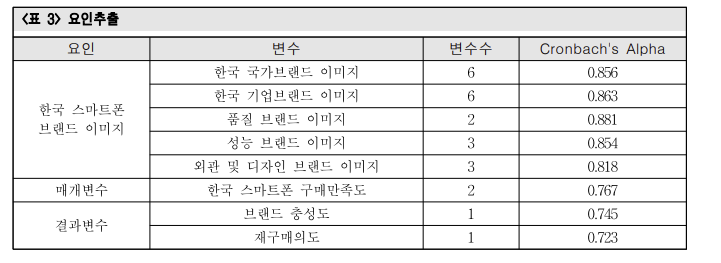 <표 3> 요인추출
요인 변수 변수수 Cronbach's Alpha
한국 스마트폰 브랜드 이미지 한국 국가브랜드 이미지 6 0.856
한국 기업브랜드 이미지 6 0.863
품질 브랜드 이미지 2 0.881
성능 브랜드 이미지 3 0.854
외관 및 디자인 브랜드 이미지 3 0.818
매개변수 한국 스마트폰 구매만족도 2 0.767
결과변수 브랜드 충성도 1 0.745
재구매의도 1 0.723